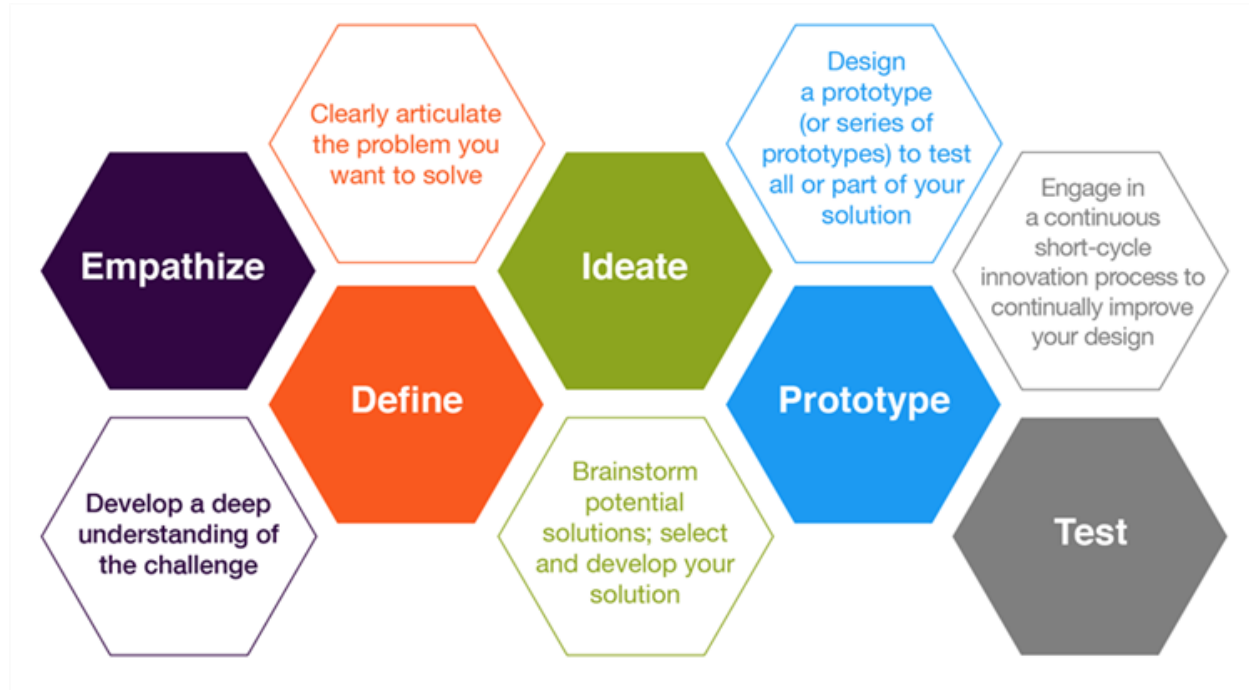 Empathize
Develop a deep
understanding of
the challenge
Clearly articulate
the problem you
want to solve
Define
Ideate
Brainstorm
potential
solutions; select
and develop your
solution
Design
a prototype
(or series of
prototypes) to test
all or part of your
solution
Prototype
Engage in
a continuous
short-cycle
innovation process to
continually improve
your design
Test